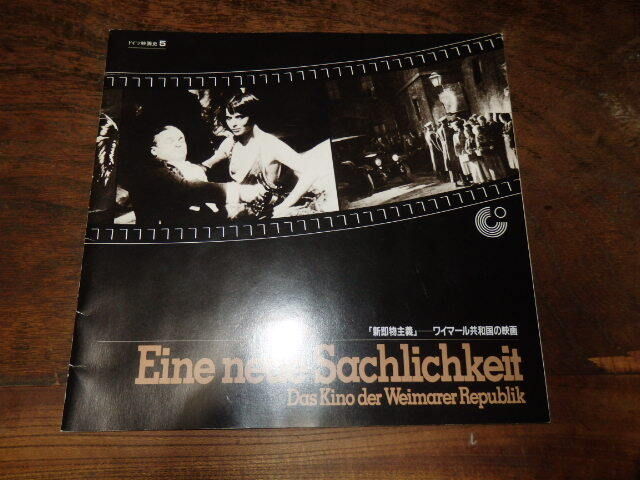 ドイツ映画史 5
「新即物主義」──ワイマール共和国の映画
Eine neue Sachlichkeit
Das Kino der Weimarer Republik